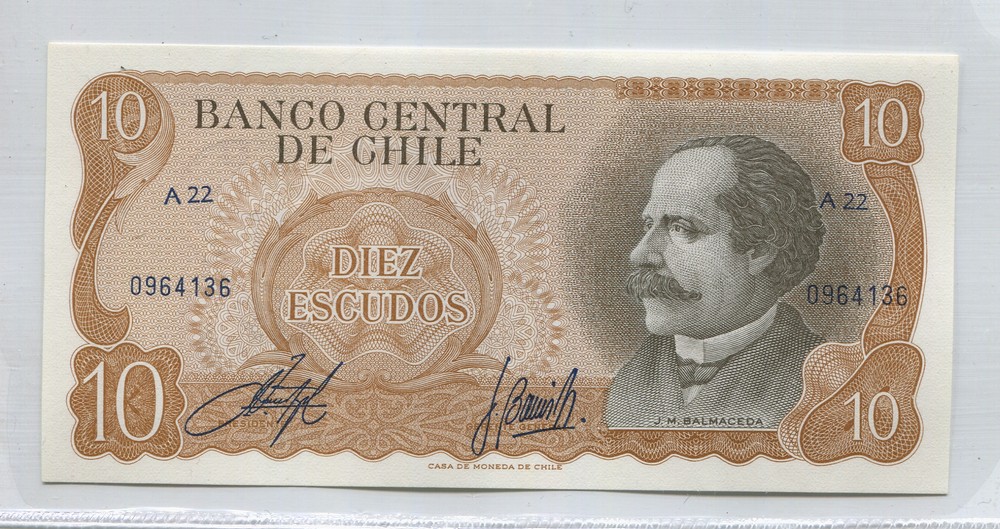 10
10
BANCO CENTRAL
DE CHILE
A 22
A 22
DIEZ
ESCUDOS
0964136
0964136
10
10
J. M. BALMACEDA
CASA DE MONEDA DE CHILE